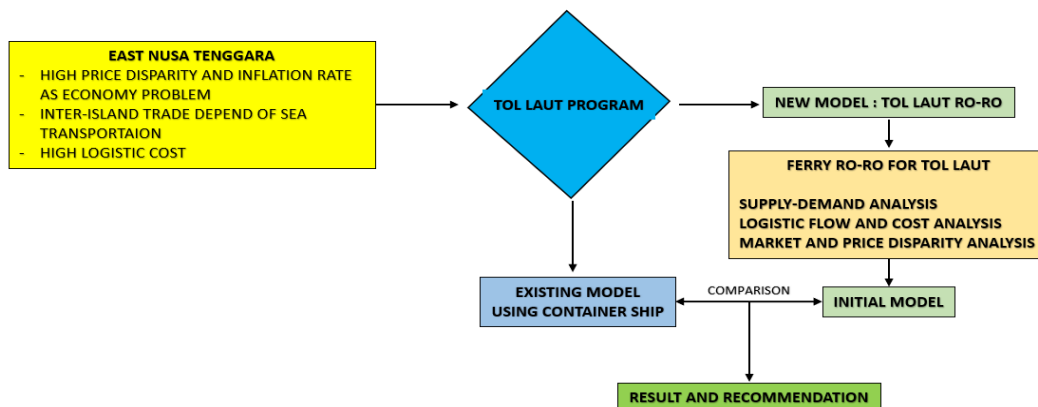 EAST NUSA TENGGARA
- HIGH PRICE DISPARITY AND INFLATION RATE
AS ECONOMY PROBLEM
- INTER-ISLAND TRADE DEPEND OF SEA
TRANSPORTAION
- HIGH LOGISTIC COST
TOL LAUT PROGRAM
NEW MODEL : TOL LAUT RO-RO
FERRY RO-RO FOR TOL LAUT
SUPPLY-DEMAND ANALYSIS
LOGISTIC FLOW AND COST ANALYSIS
MARKET AND PRICE DISPARITY ANALYSIS
EXISTING MODEL
USING CONTAINER SHIP
COMPARISON
INITIAL MODEL
RESULT AND RECOMMENDATION